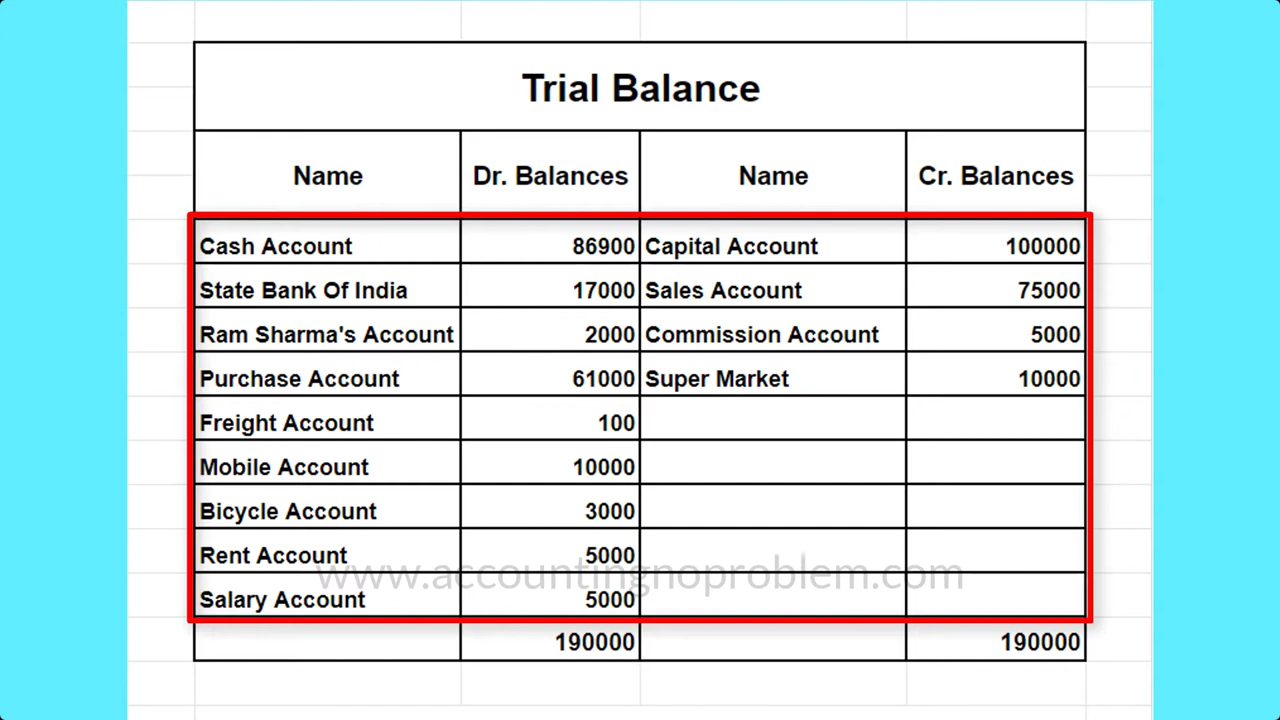 Trial Balance
Name Dr. Balances Name Cr. Balances
Cash Account 86900 Capital Account 100000
State Bank Of India 17000 Sales Account 75000
Ram Sharma's Account 2000 Commission Account 5000
Purchase Account 61000 Super Market 10000
Freight Account 100
Mobile Account 10000
Bicycle Account 3000
Rent Account 5000
www.accountingnoproblem.com
Salary Account 5000
190000 190000